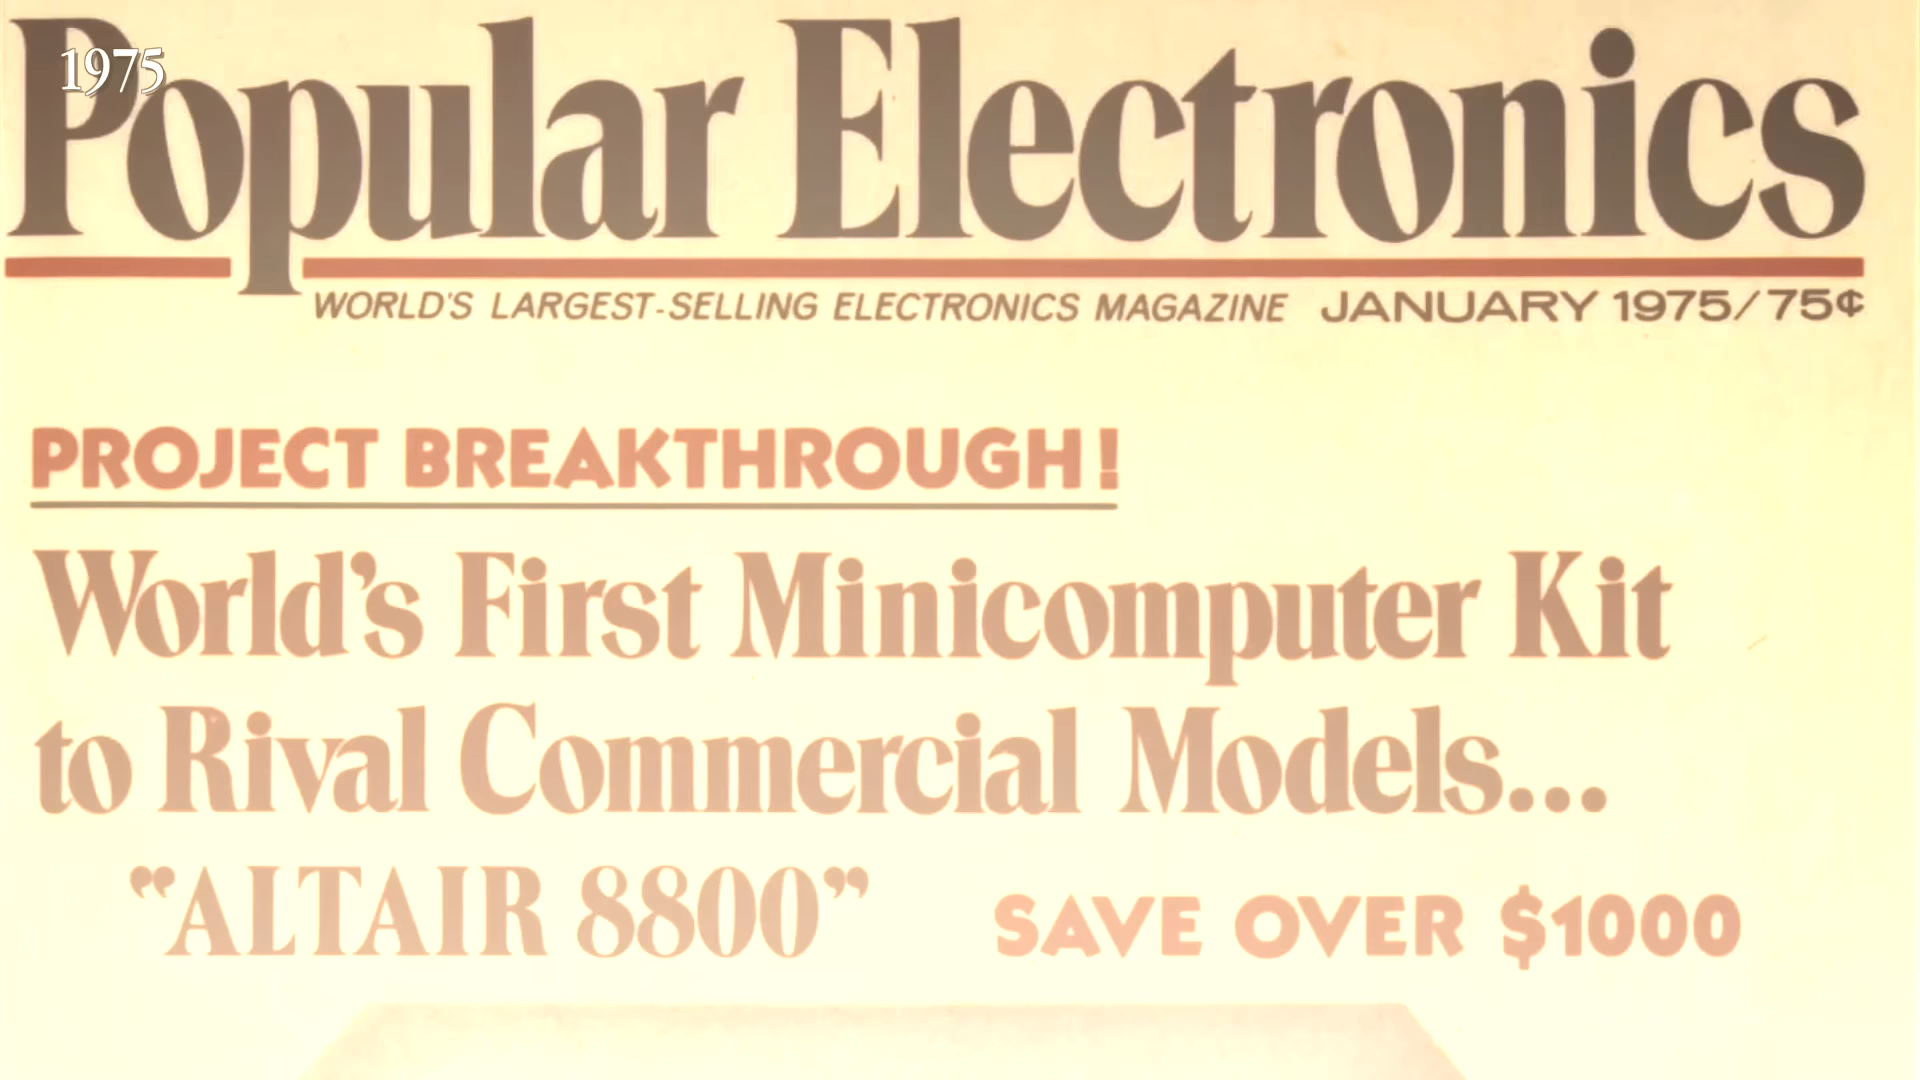 1975
Popular Electronics
WORLD'S LARGEST-SELLING ELECTRONICS MAGAZINE JANUARY 1975/75¢
PROJECT BREAKTHROUGH!
World's First Minicomputer Kit
to Rival Commercial Models...
"ALTAIR 8800" SAVE OVER $1000